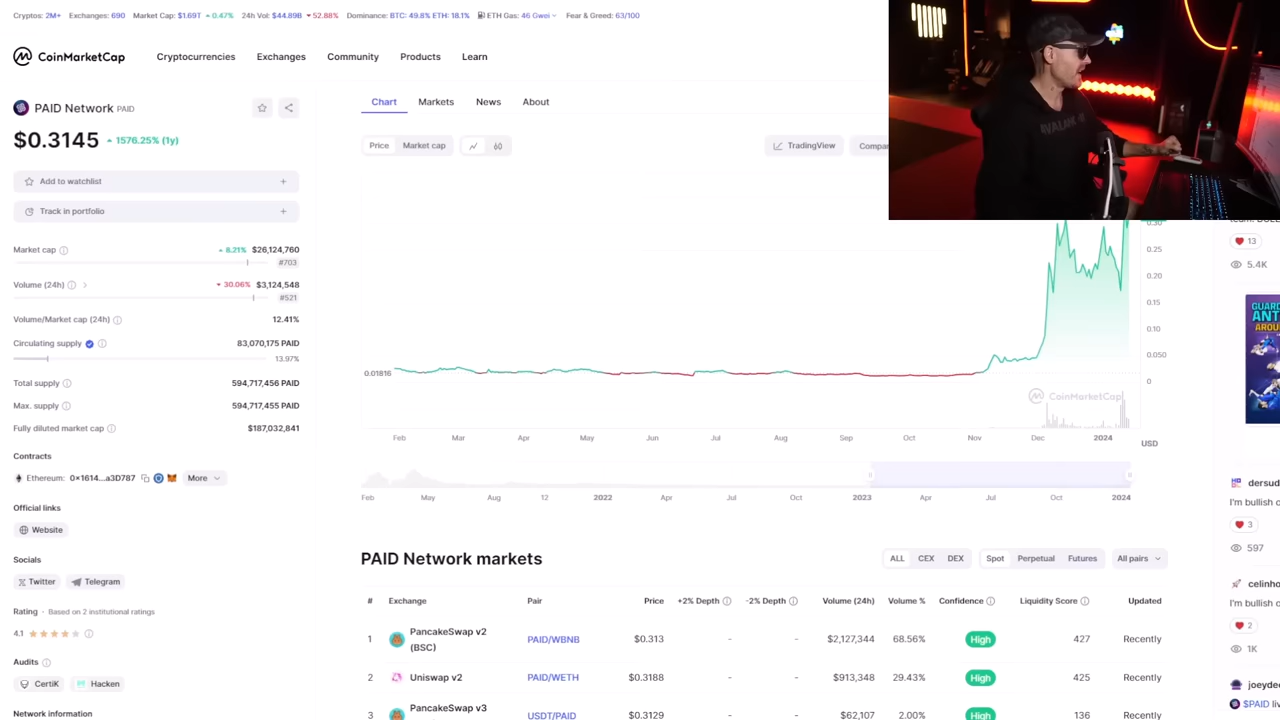 Cryptos: 2M+ Exchanges: 690 Market Cap: $1.69T 0.47% 24h Vol: $44.89B 52.88% Dominance: BTC: 49.8% ETH: 18.1% ETH Gas: 46 Gwei Fear & Greed: 63/100
CoinMarketCap Cryptocurrencies Exchanges Community Products Learn
PAID Network PAID
$0.3145 1576.25% (1y)
Add to watchlist +
Track in portfolio +
Market cap 8.21% $26,124,760
#703
Volume (24h) 30.06% $3,124,548
#521
Volume/Market cap (24h) 12.41%
Circulating supply 83,070,175 PAID
13.97%
Total supply 594,717,456 PAID
Max. supply 594,717,455 PAID
Fully diluted market cap $187,032,841
Contracts
Ethereum: 0x1614...a3D787 More
Official links
Website
Socials
Twitter Telegram
Rating · Based on 2 institutional ratings
4.1
Audits
CertiK Hacken
Network information
Chart Markets News About
Price Market cap TradingView Compar
0.30
0.25
0.20
0.15
0.10
0.050
0
0.01816
CoinMarketCap
Feb Mar Apr May Jun Jul Aug Sep Oct Nov Dec 2024 USD
Feb May Aug 12 2022 Apr Jul Oct 2023 Apr Jul Oct 2024
PAID Network markets ALL CEX DEX Spot Perpetual Futures All pairs
# Exchange Pair Price +2% Depth -2% Depth Volume (24h) Volume % Confidence Liquidity Score Updated
1 PancakeSwap v2 (BSC) PAID/WBNB $0.313 - - $2,127,344 68.56% High 427 Recently
2 Uniswap v2 PAID/WETH $0.3188 - - $913,348 29.43% High 425 Recently
3 PancakeSwap v3 USDT/PAID $0.3129 - - $62,107 2.00% High 136 Recently
13
5.4K
GUARD
ANT
AROU
dersud
I'm bullish o
3
597
celinho
I'm bullish o
2
1K
joeyde
$PAID liv